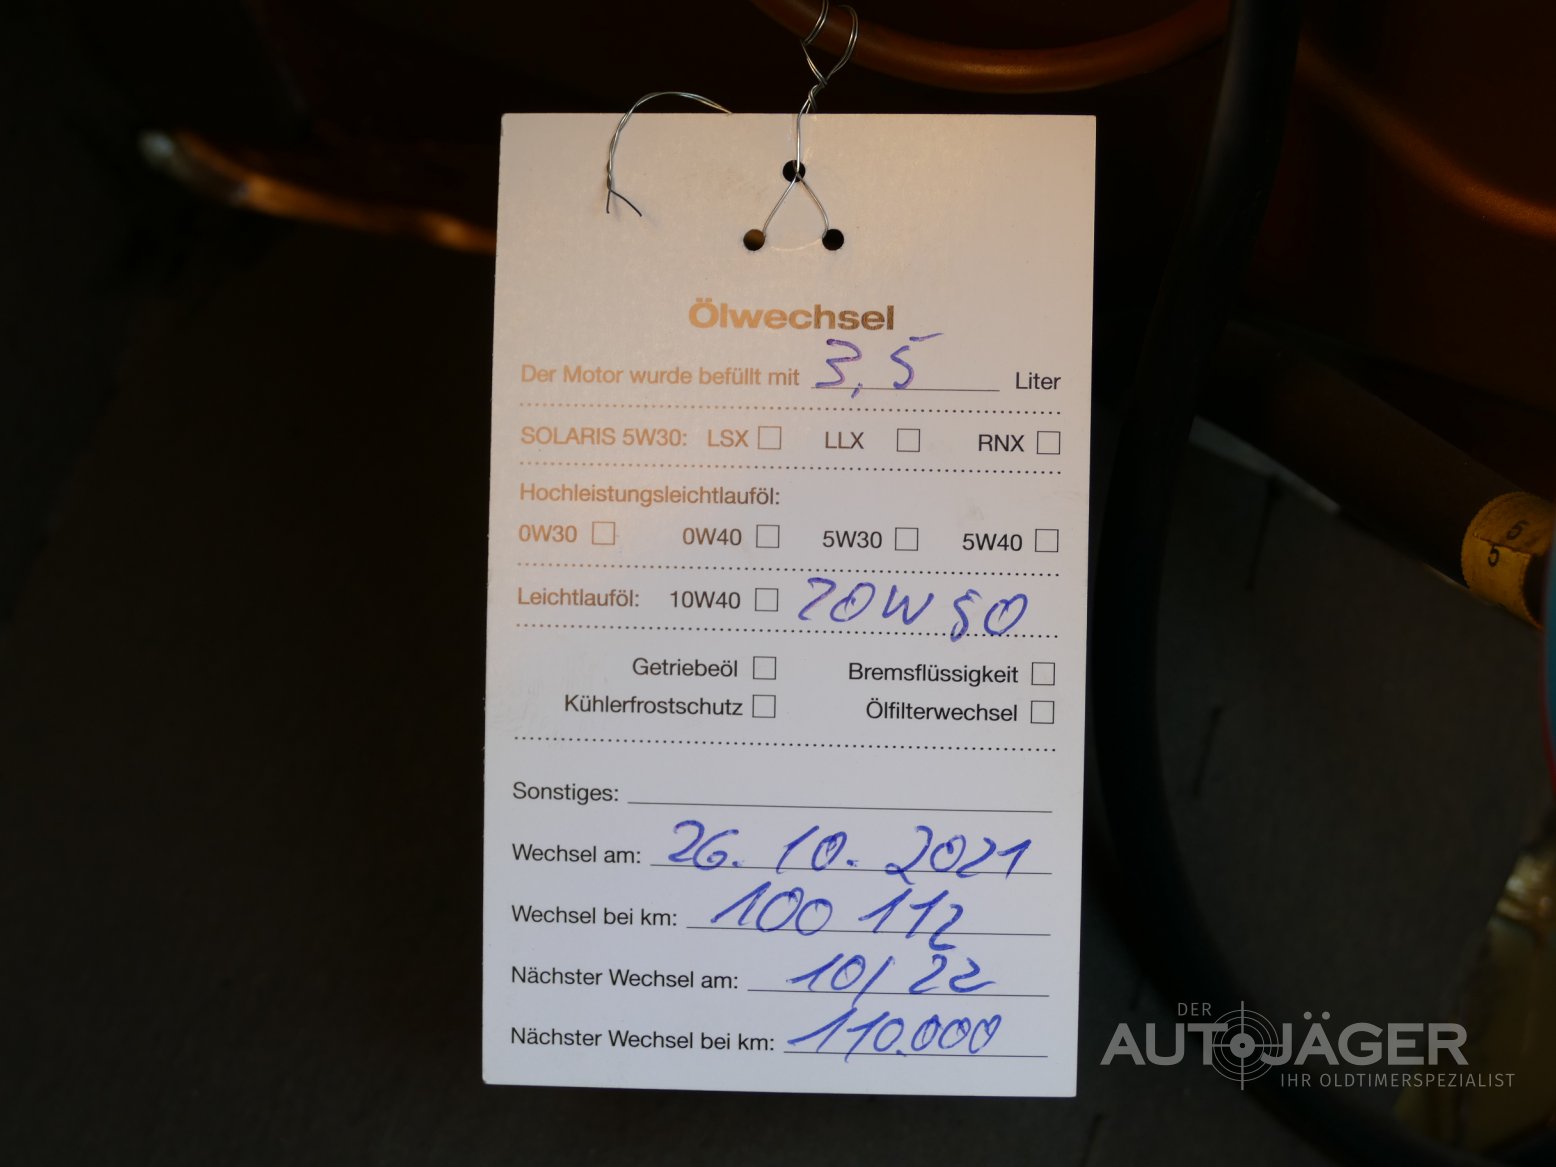 Ölwechsel
Der Motor wurde befüllt mit 3,5 Liter
SOLARIS 5W30: LSX LLX RNX
Hochleistungsleichtlauföl:
0W30 0W40 5W30 5W40
Leichtlauföl: 10W40 20W50
Getriebeöl Bremsflüssigkeit
Kühlerfrostschutz Ölfilterwechsel
Sonstiges:
Wechsel am: 26.10.2021
Wechsel bei km: 100 112
Nächster Wechsel am: 10/22
Nächster Wechsel bei km: 110.000
5
5
DER
AUTOJÄGER
IHR OLDTIMERSPEZIALIST